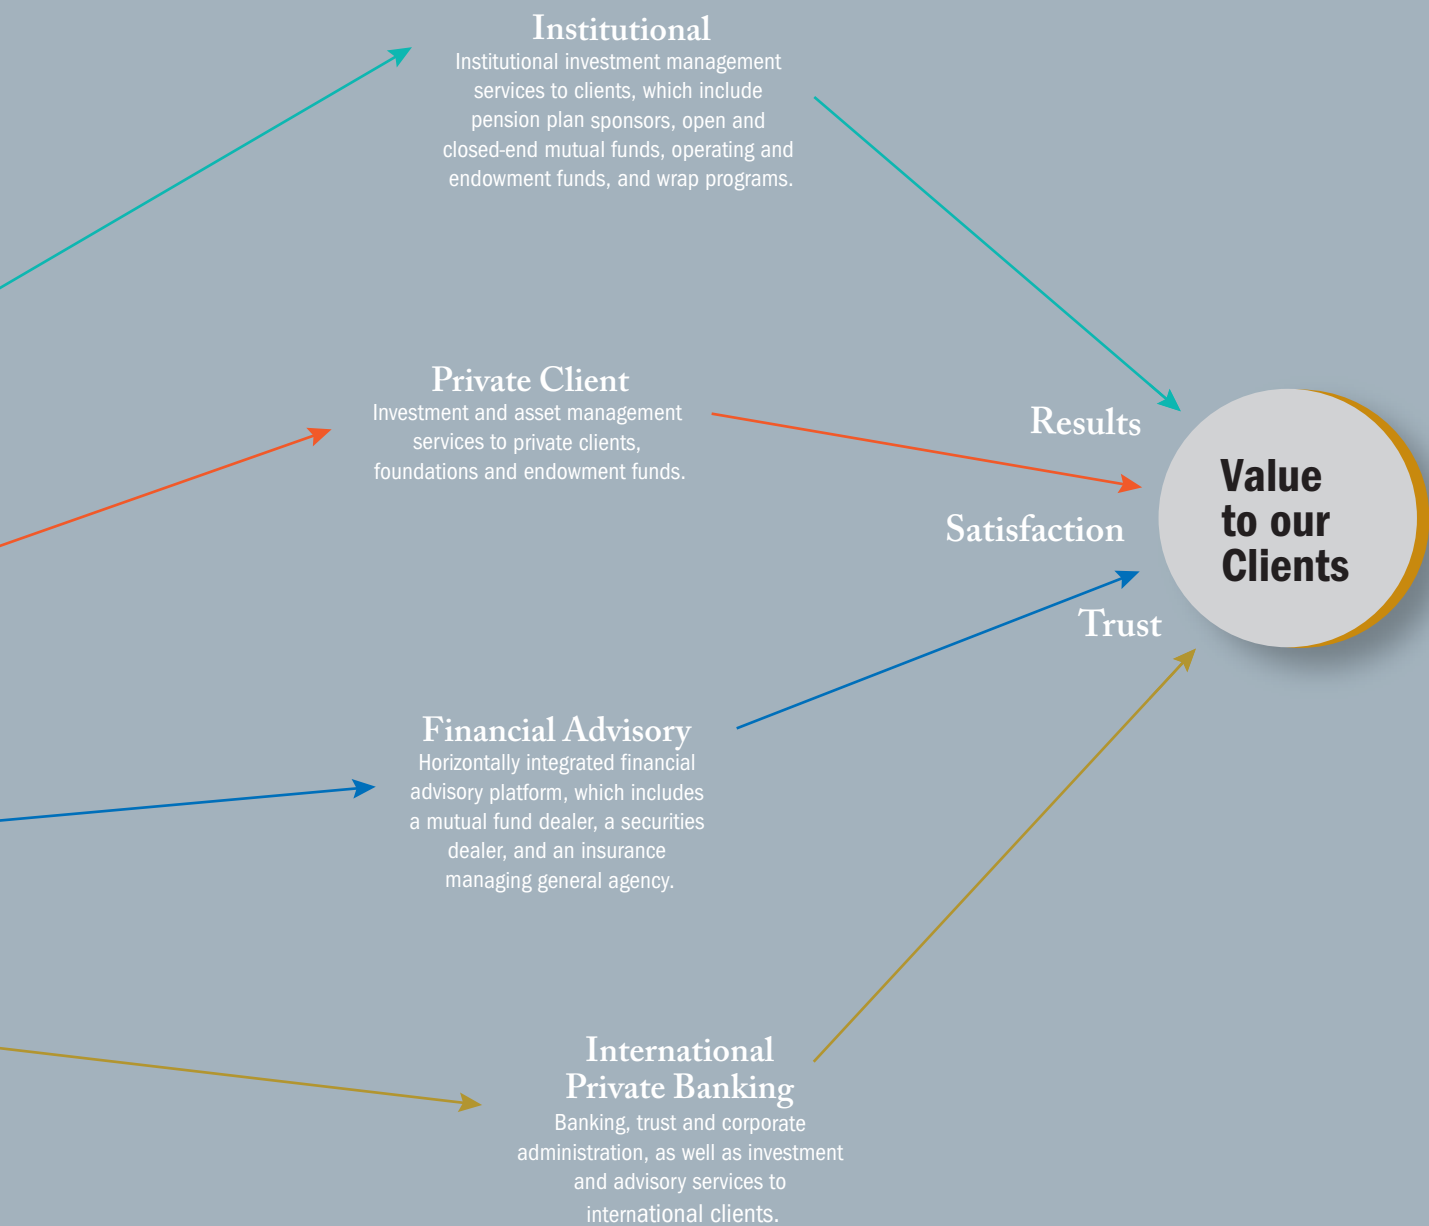 Institutional
Institutional investment management
services to clients, which include
pension plan sponsors, open and
closed-end mutual funds, operating and
endowment funds, and wrap programs.
Private Client
Investment and asset management
services to private clients,
foundations and endowment funds.
Results
Satisfaction
Trust
Value
to our
Clients
Financial Advisory
Horizontally integrated financial
advisory platform, which includes
a mutual fund dealer, a securities
dealer, and an insurance
managing general agency.
International
Private Banking
Banking, trust and corporate
administration, as well as investment
and advisory services to
international clients.